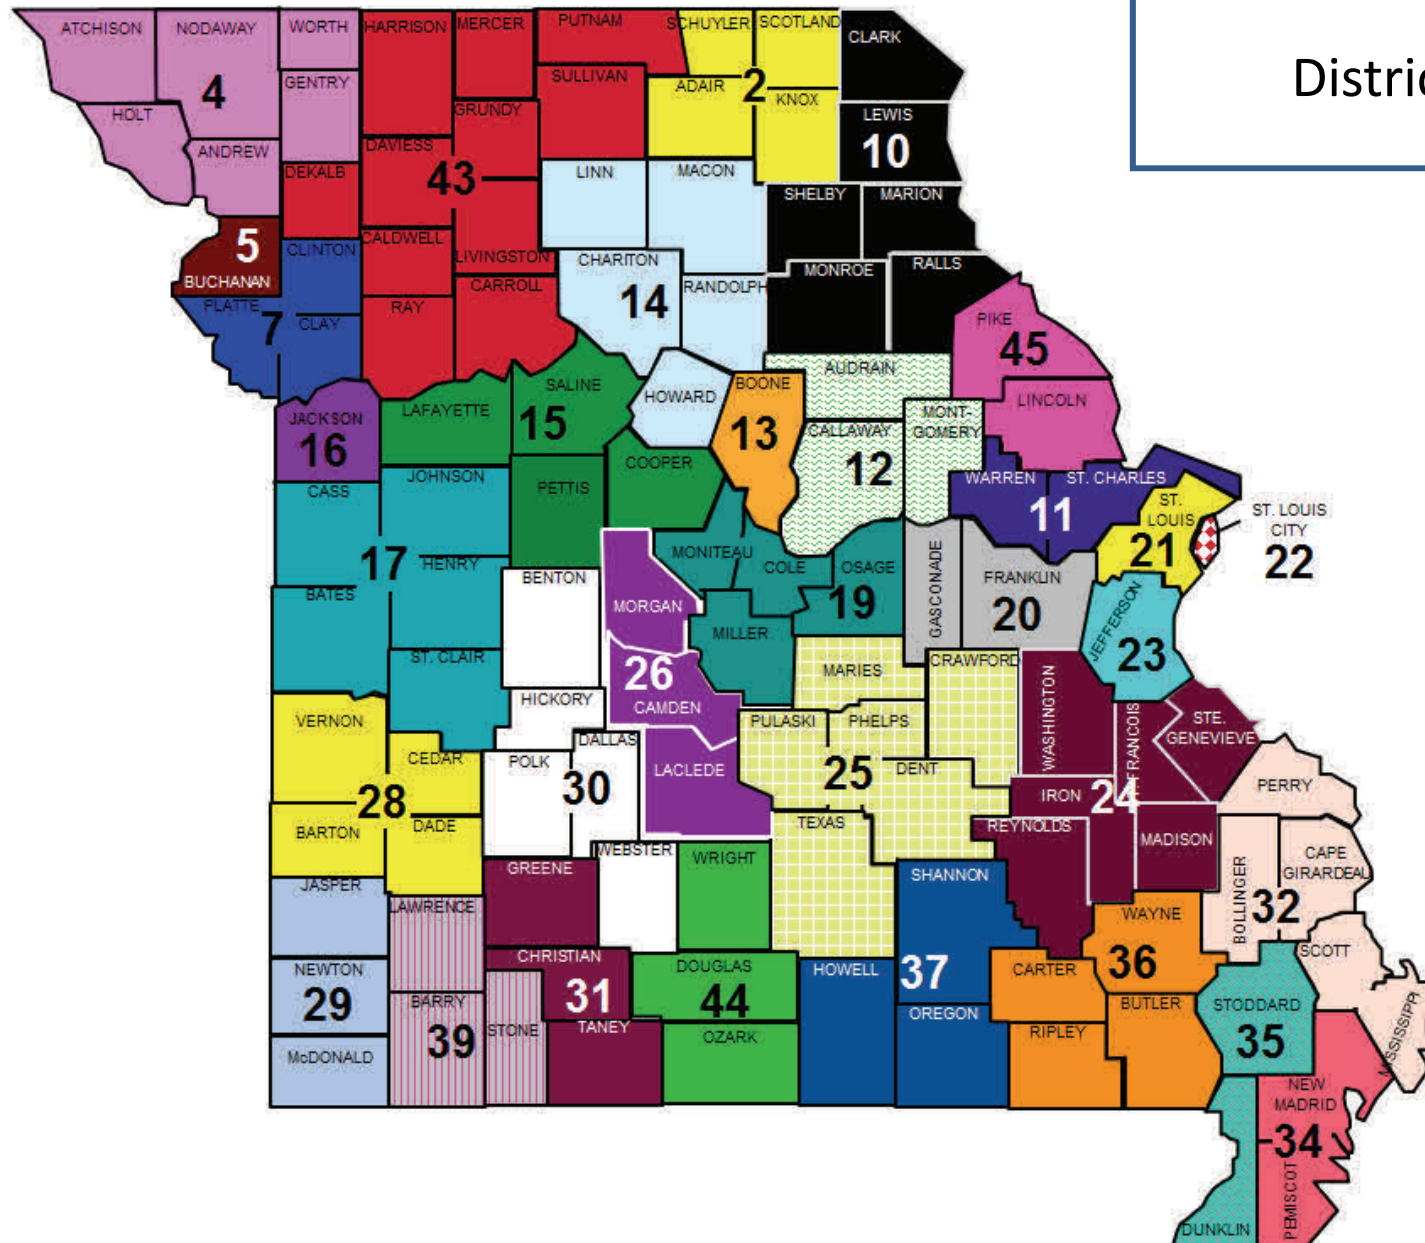 Distric
ATCHISON
NODAWAY
WORTH
HARRISON
MERCER
PUTNAM
SCHUYLER
SCOTLAND
CLARK
GENTRY
SULLIVAN
ADAIR
2
KNOX
4
HOLT
GRUNDY
LEWIS
10
ANDREW
DAVIESS
DEKALB
43
LINN
MACON
SHELBY
MARION
5
BUCHANAN
CLINTON
CALDWELL
LIVINGSTON
CHARITON
14
RANDOLPH
MONROE
RALLS
PLATTE
7
CLAY
RAY
CARROLL
PIKE
45
AUDRAIN
LINCOLN
JACKSON
16
LAFAYETTE
SALINE
15
HOWARD
BOONE
13
CALLAWAY
12
MONT-
GOMERY
CASS
JOHNSON
PETTIS
COOPER
WARREN
ST. CHARLES
11
ST.
LOUIS
21
ST. LOUIS
CITY
22
17
HENRY
BATES
BENTON
MONITEAU
COLE
OSAGE
19
GASCONADE
FRANKLIN
20
JEFFERSON
23
MORGAN
MILLER
ST. CLAIR
26
CAMDEN
MARIES
CRAWFORD
WASHINGTON
FRANCOIS
STE.
GENEVIEVE
VERNON
HICKORY
PULASKI
PHELPS
CEDAR
POLK
DALLAS
30
LACLEDE
25
DENT
IRON
24
PERRY
28
BARTON
DADE
TEXAS
REYNOLDS
MADISON
JASPER
GREENE
WEBSTER
WRIGHT
SHANNON
BOLLINGER
CAPE
GIRARDEAU
32
LAWRENCE
WAYNE
36
SCOTT
NEWTON
29
CHRISTIAN
31
DOUGLAS
44
HOWELL
37
CARTER
BARRY
39
STONE
TANEY
OZARK
OREGON
RIPLEY
BUTLER
STODDARD
35
MISSISSIPPI
McDONALD
NEW
MADRID
34
PEMISCOT
DUNKLIN